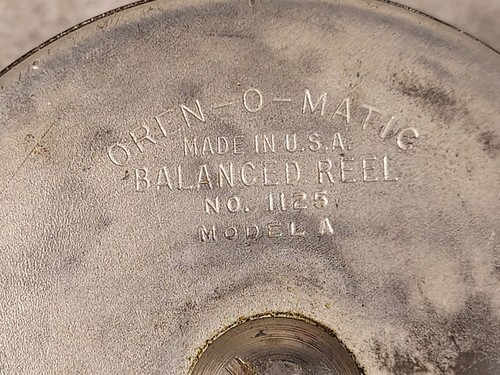 OREN-O-MATIC
MADE IN U.S.A.
BALANCED REEL
NO. 1125
MODEL A